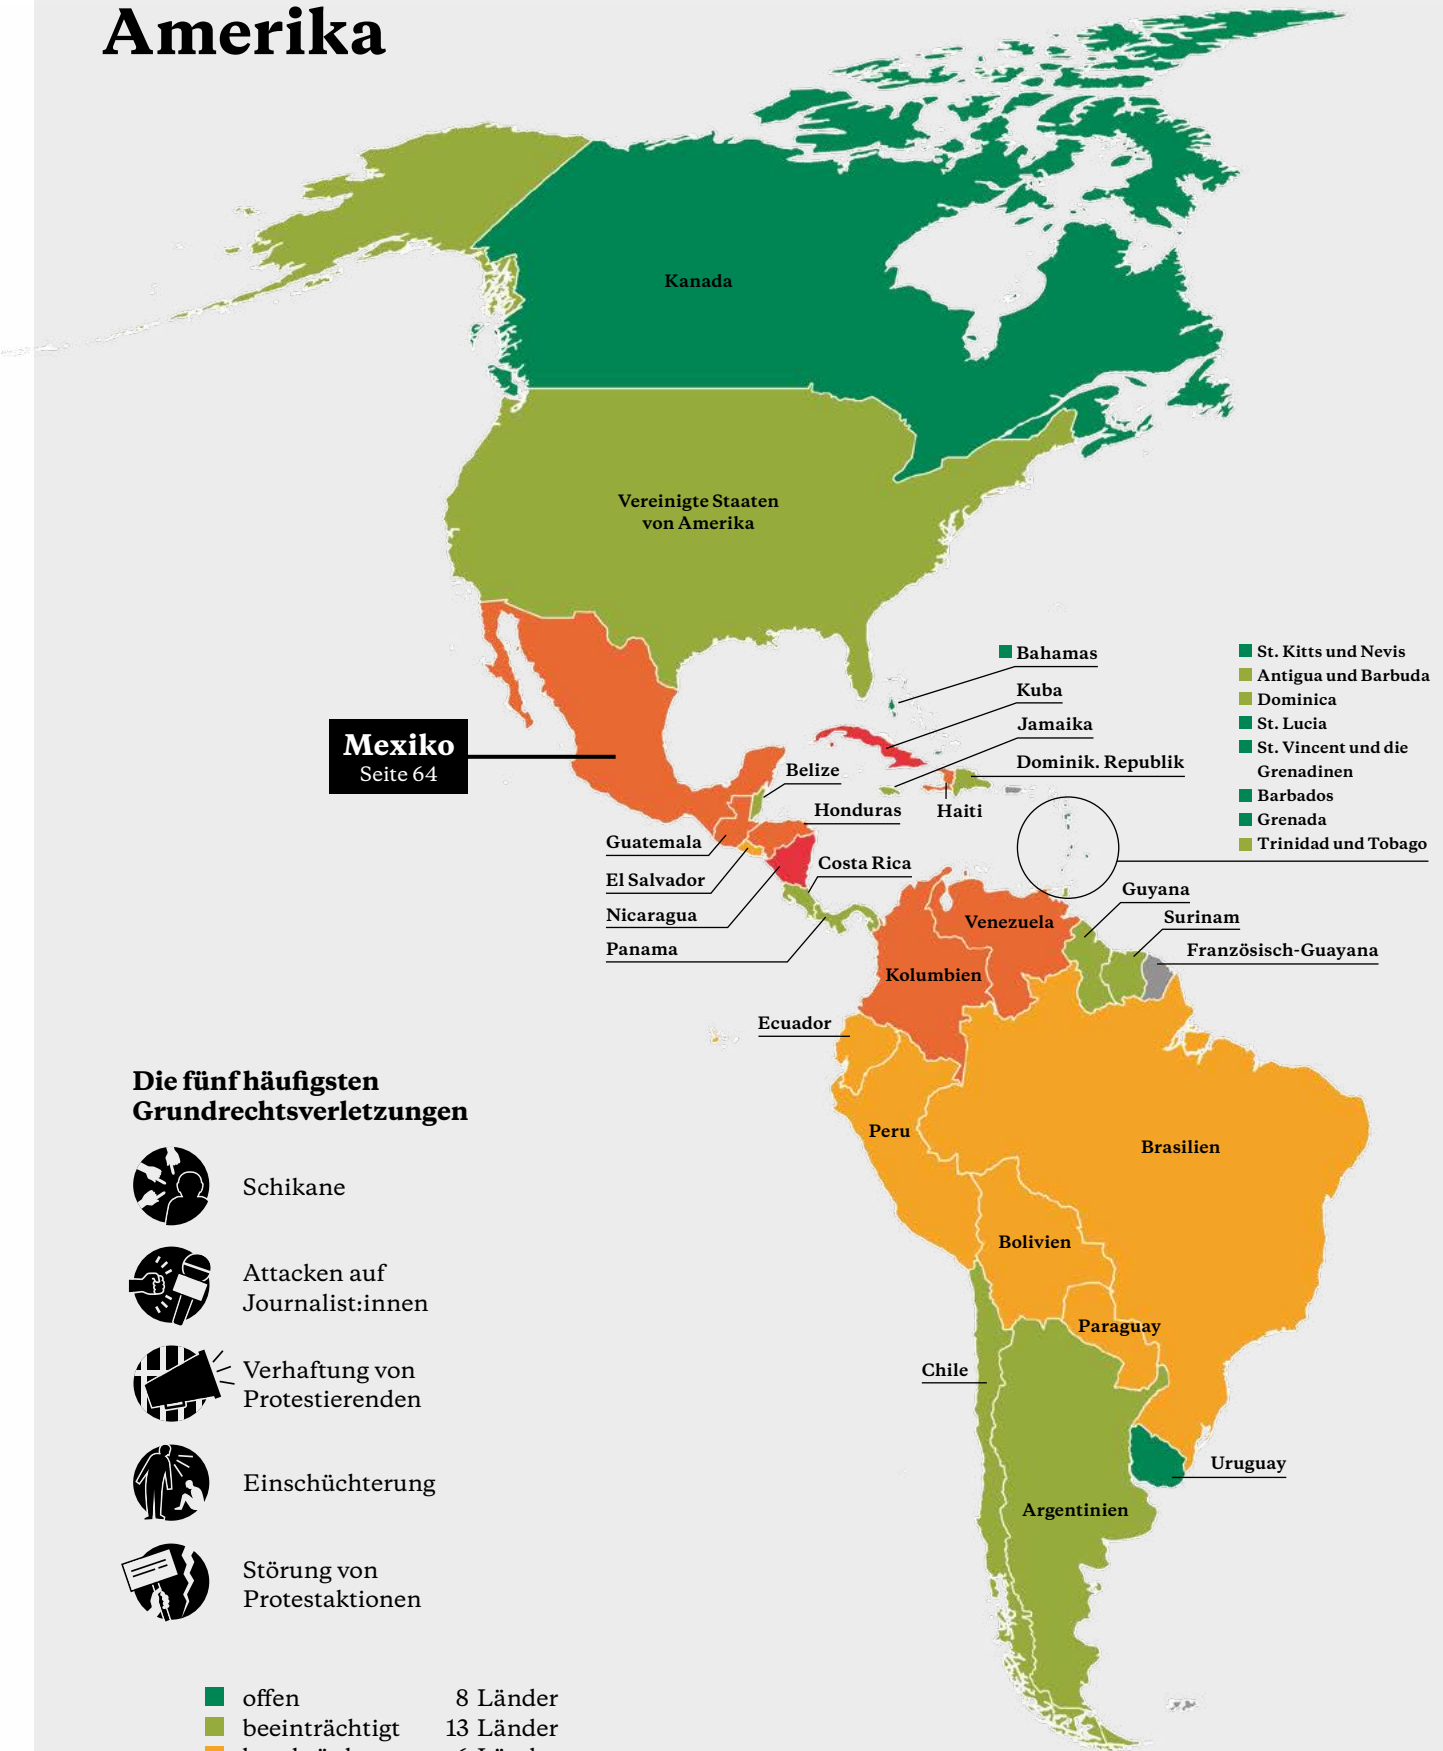 Amerika
Kanada
Vereinigte Staaten
von Amerika
Mexiko
Seite 64
Bahamas
Kuba
Jamaika
Dominik. Republik
Haiti
St. Kitts und Nevis
Antigua und Barbuda
Dominica
St. Lucia
St. Vincent und die
Grenadinen
Barbados
Grenada
Trinidad und Tobago
Belize
Honduras
Guatemala
El Salvador
Nicaragua
Costa Rica
Panama
Guyana
Surinam
Französisch-Guayana
Venezuela
Kolumbien
Ecuador
Peru
Brasilien
Bolivien
Paraguay
Chile
Uruguay
Argentinien
Die fünf häufigsten
Grundrechtsverletzungen
Schikane
Attacken auf
Journalist:innen
Verhaftung von
Protestierenden
Einschüchterung
Störung von
Protestaktionen
offen 8 Länder
beeinträchtigt 13 Länder